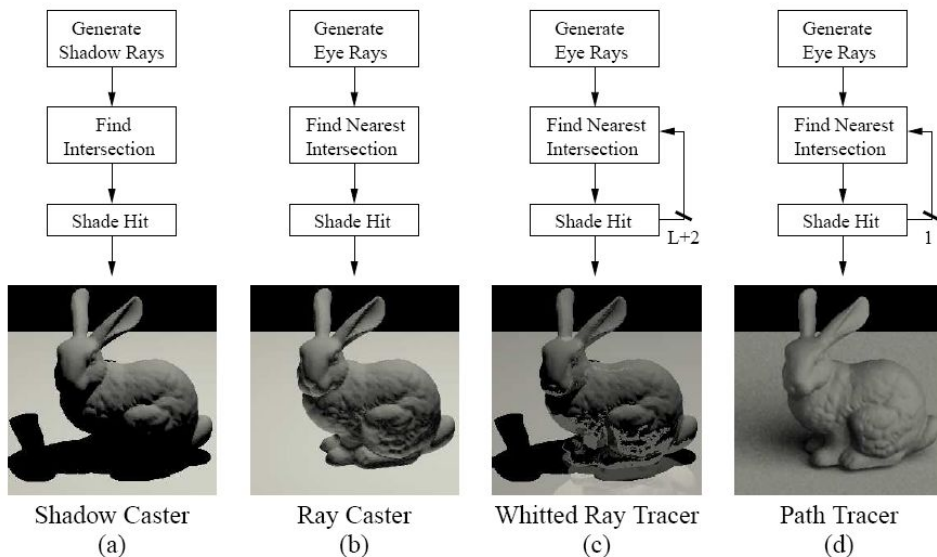 Generate
Shadow Rays
Find
Intersection
Shade Hit
Shadow Caster
(a)
Generate
Eye Rays
Find Nearest
Intersection
Shade Hit
Ray Caster
(b)
Generate
Eye Rays
Find Nearest
Intersection
Shade Hit
L+2
Whitted Ray Tracer
(c)
Generate
Eye Rays
Find Nearest
Intersection
Shade Hit
1
Path Tracer
(d)